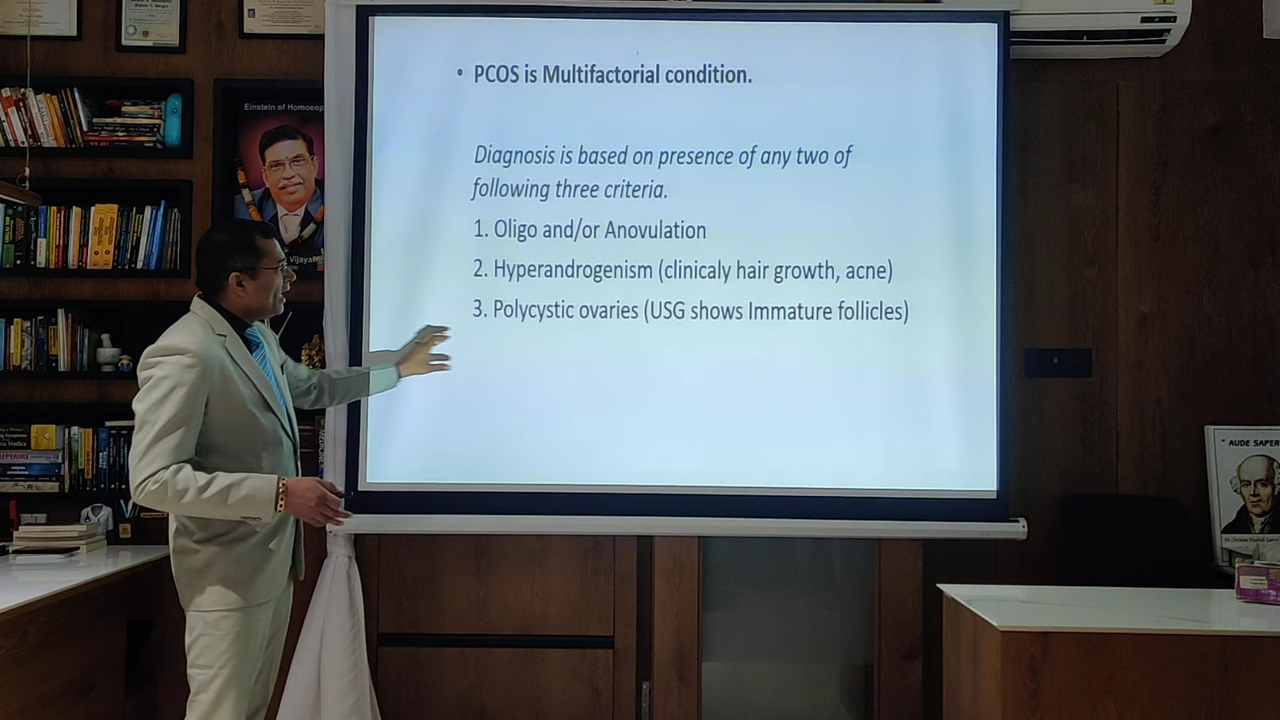 • PCOS is Multifactorial condition.
Diagnosis is based on presence of any two of
following three criteria.
1. Oligo and/or Anovulation
2. Hyperandrogenism (clinicaly hair growth, acne)
3. Polycystic ovaries (USG shows Immature follicles)
Einstein of Homoeop
Vijayak
" AUDE SAPER